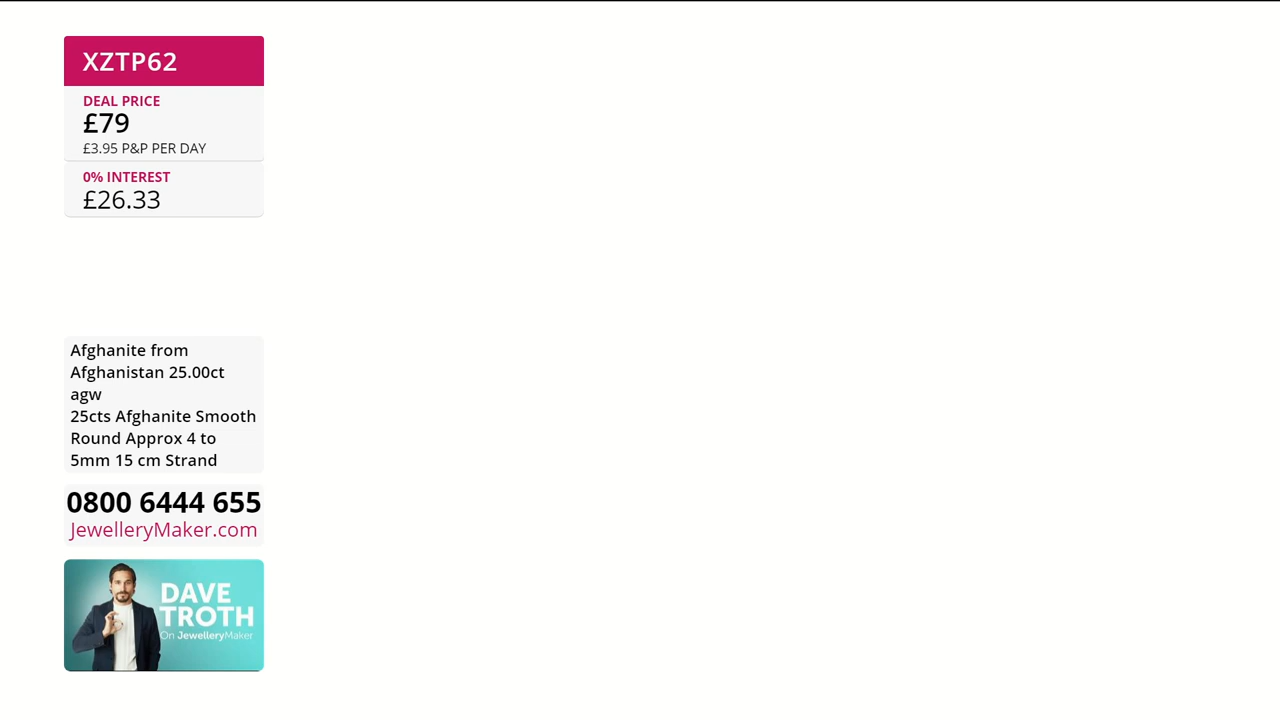 XZTP62
DEAL PRICE
£79
£3.95 P&P PER DAY
0% INTEREST
£26.33
Afghanite from
Afghanistan 25.00ct
agw
25cts Afghanite Smooth
Round Approx 4 to
5mm 15 cm Strand
0800 6444 655
JewelleryMaker.com
DAVE
TROTH
On JewelleryMaker